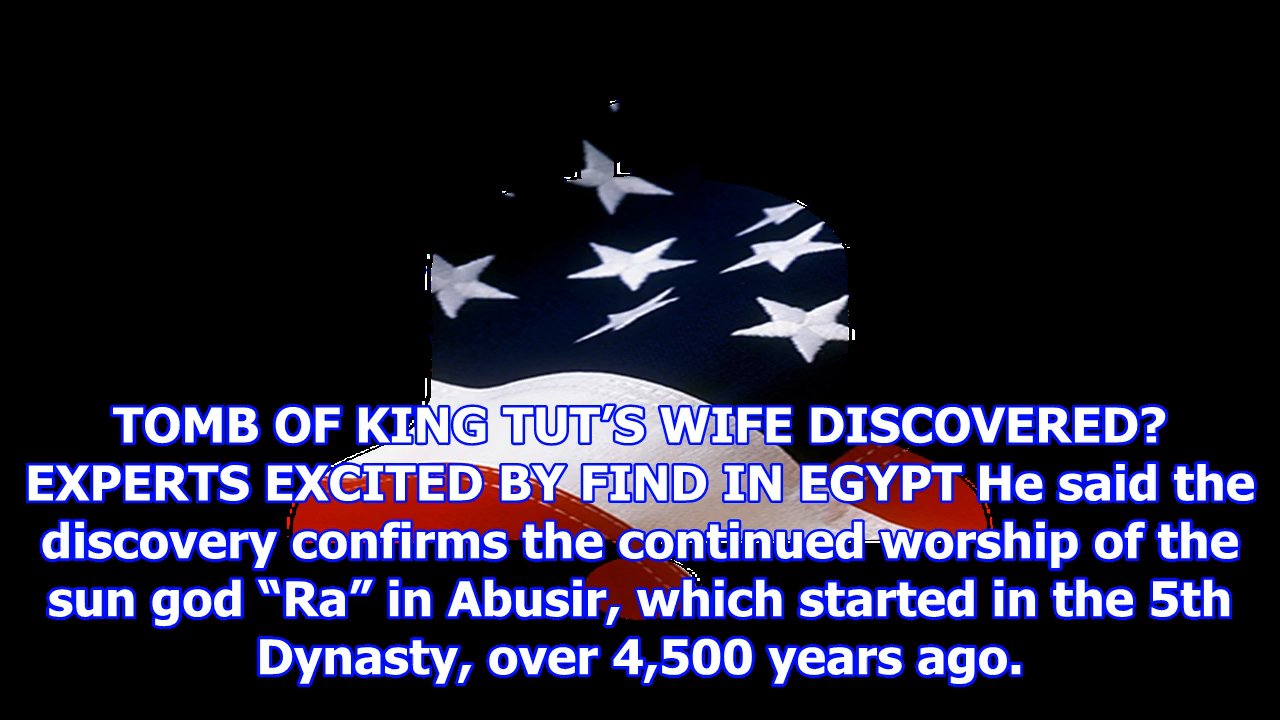 TOMB OF KING TUT’S WIFE DISCOVERED?
EXPERTS EXCITED BY FIND IN EGYPT He said the
discovery confirms the continued worship of the
sun god “Ra” in Abusir, which started in the 5th
Dynasty, over 4,500 years ago.